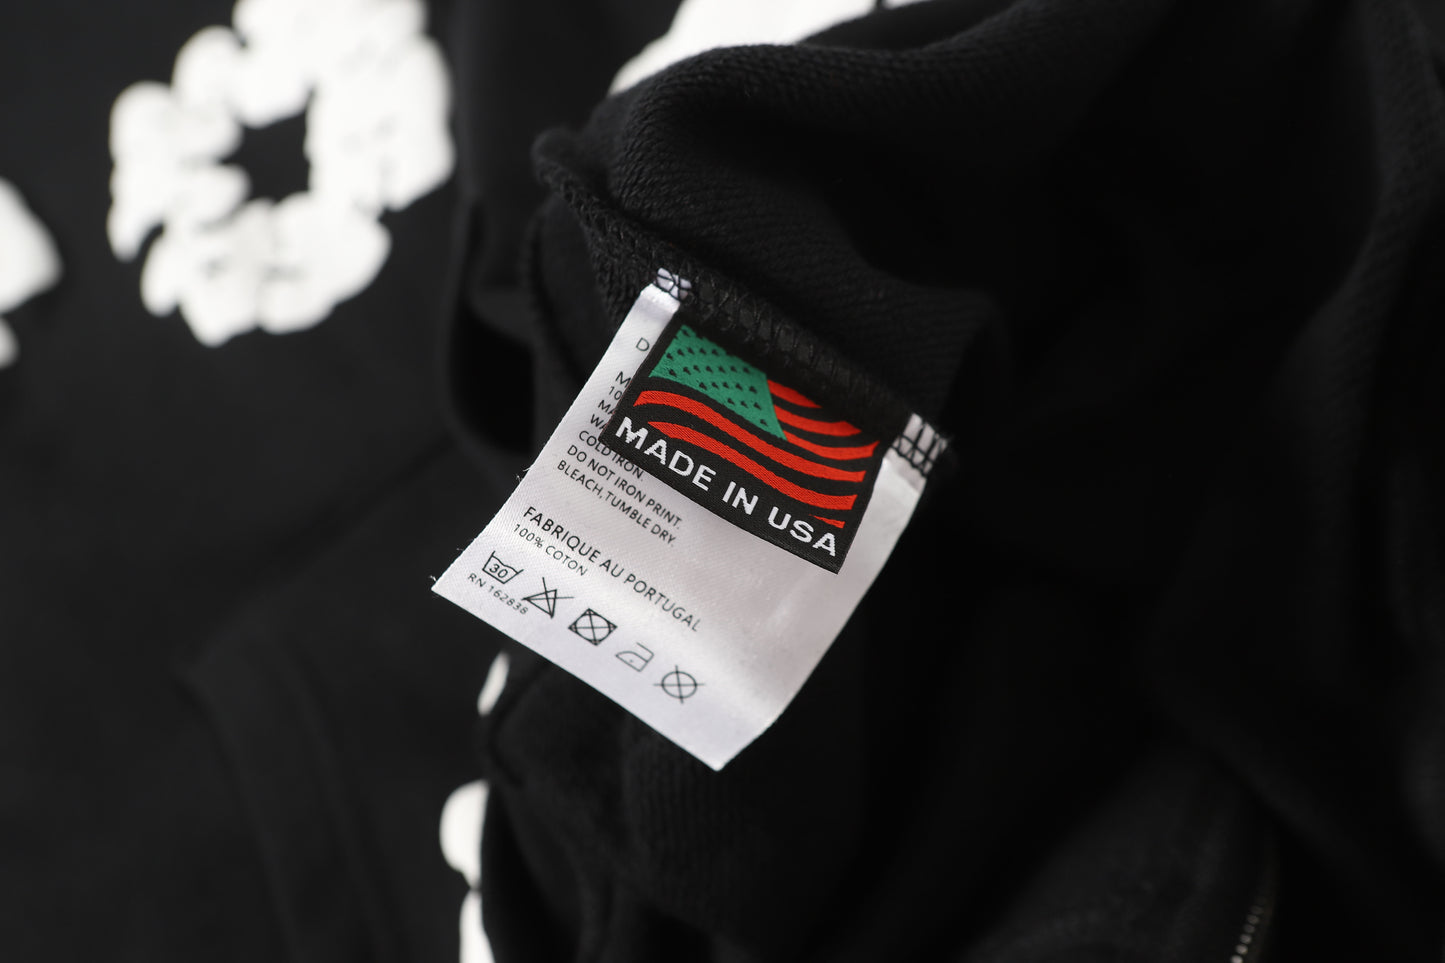 MADE IN USA
COLD IRON.
DO NOT IRON PRINT.
BLEACH,TUMBLE DRY.
FABRIQUE AU PORTUGAL
100% COTON
30
RN 162838